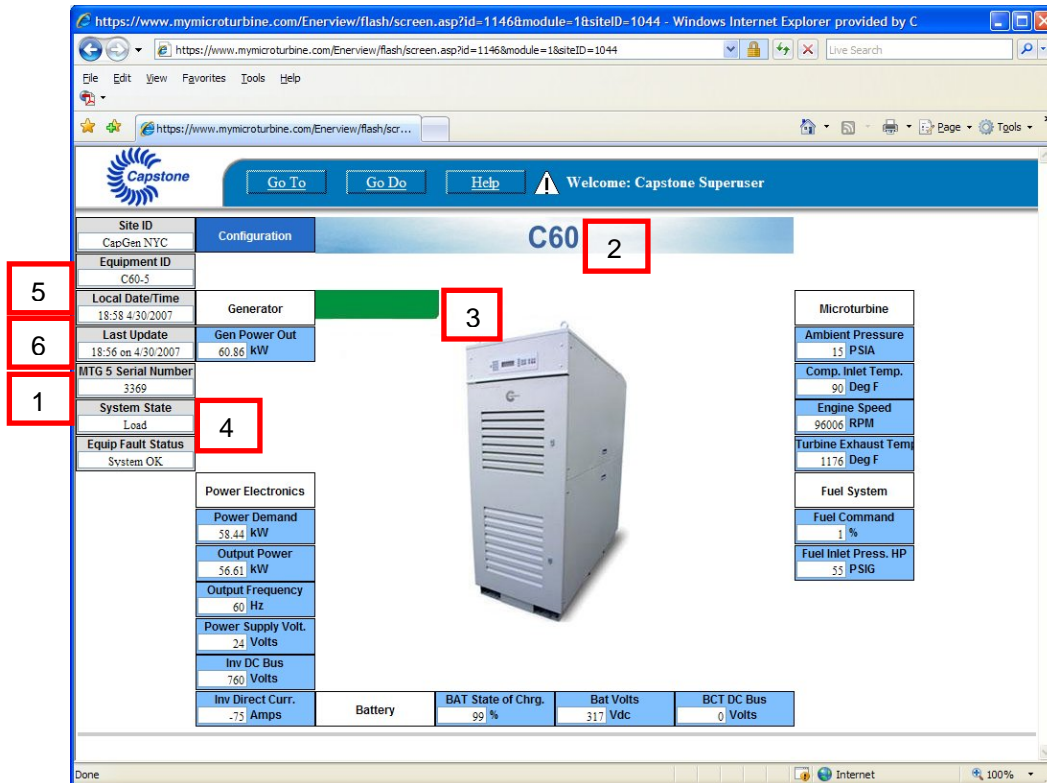 https://www.mymicroturbine.com/Enerview/flash/screen.asp?id=1146&module=1&siteID=1044 - Windows Internet Explorer provided by C
https://www.mymicroturbine.com/Enerview/flash/screen.asp?id=1146&module=1&siteID=1044
Live Search
File Edit View Favorites Tools Help
https://www.mymicroturbine.com/Enerview/flash/scr...
Page Tools
Capstone
Go To Go Do Help Welcome: Capstone Superuser
Site ID
CapGen NYC
Configuration
C60
2
Equipment ID
C60-5
5
Local Date/Time
18:58 4/30/2007
Generator
3
Microturbine
6
Last Update
18:56 on 4/30/2007
Gen Power Out
60.86 kW
Ambient Pressure
15 PSIA
1
MTG 5 Serial Number
3369
Comp. Inlet Temp.
90 Deg F
System State
Load
4
Engine Speed
96006 RPM
Equip Fault Status
System OK
Turbine Exhaust Temp
1176 Deg F
Power Electronics
Fuel System
Power Demand
58.44 kW
Fuel Command
1 %
Output Power
56.61 kW
Fuel Inlet Press. HP
55 PSIG
Output Frequency
60 Hz
Power Supply Volt.
24 Volts
Inv DC Bus
760 Volts
Inv Direct Curr.
-75 Amps
Battery
BAT State of Chrg.
99 %
Bat Volts
317 Vdc
BCT DC Bus
0 Volts
Done Internet 100%